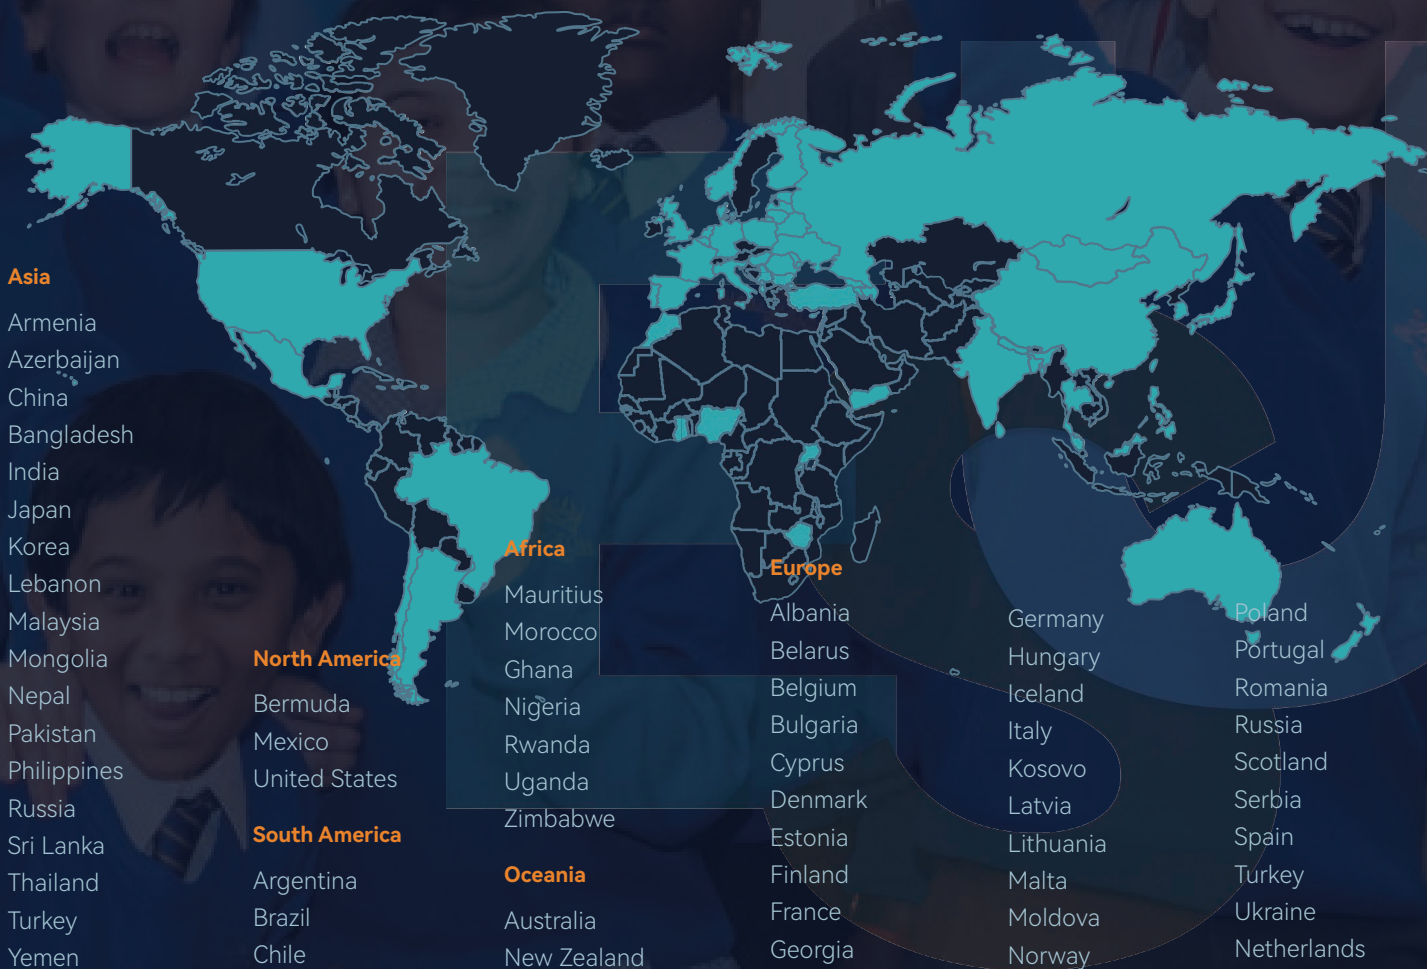 Asia
Armenia
Azerbaijan
China
Bangladesh
India
Japan
Korea
Lebanon
Malaysia
Mongolia
Nepal
Pakistan
Philippines
Russia
Sri Lanka
Thailand
Turkey
Yemen
North America
Bermuda
Mexico
United States
South America
Argentina
Brazil
Chile
Africa
Mauritius
Morocco
Ghana
Nigeria
Rwanda
Uganda
Zimbabwe
Oceania
Australia
New Zealand
Europe
Albania
Belarus
Belgium
Bulgaria
Cyprus
Denmark
Estonia
Finland
France
Georgia
Germany
Hungary
Iceland
Italy
Kosovo
Latvia
Lithuania
Malta
Moldova
Norway
Poland
Portugal
Romania
Russia
Scotland
Serbia
Spain
Turkey
Ukraine
Netherlands